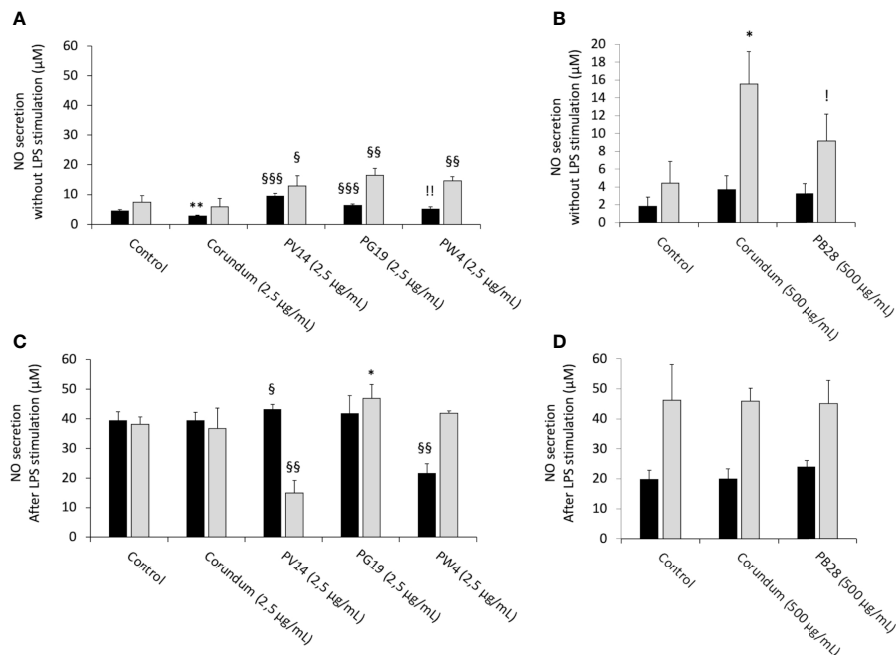 A
NO secretion
without LPS stimulation (µM)
60
50
40
30
20
10
0
**
§§§
§
§§§
§§
!!
§§
Control
Corundum (2,5 µg/mL)
PV14 (2,5 µg/mL)
PG19 (2,5 µg/mL)
PW4 (2,5 µg/mL)
B
NO secretion
without LPS stimulation (µM)
20
18
16
14
12
10
8
6
4
2
0
*
!
Control
Corundum (500 µg/mL)
PB28 (500 µg/mL)
C
NO secretion
After LPS stimulation (µM)
60
50
40
30
20
10
0
§
§§
*
§§
Control
Corundum (2,5 µg/mL)
PV14 (2,5 µg/mL)
PG19 (2,5 µg/mL)
PW4 (2,5 µg/mL)
D
NO secretion
After LPS stimulation (µM)
60
50
40
30
20
10
0
Control
Corundum (500 µg/mL)
PB28 (500 µg/mL)